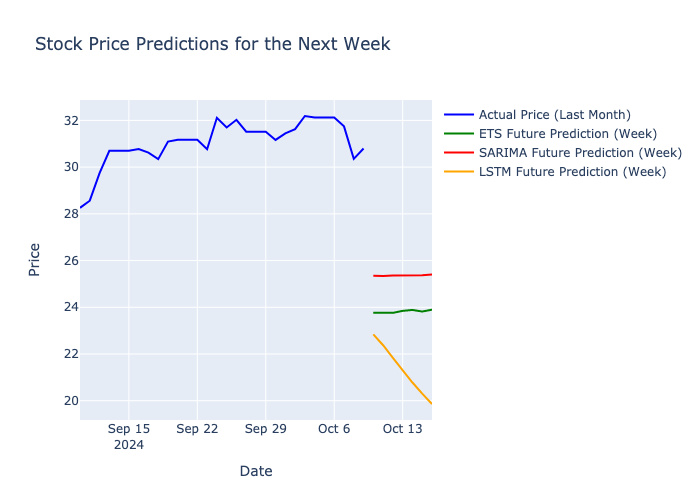 Stock Price Predictions for the Next Week
Actual Price (Last Month)
ETS Future Prediction (Week)
SARIMA Future Prediction (Week)
LSTM Future Prediction (Week)
Price
32
30
28
26
24
22
20
Sep 15
2024
Sep 22
Sep 29
Oct 6
Oct 13
Date